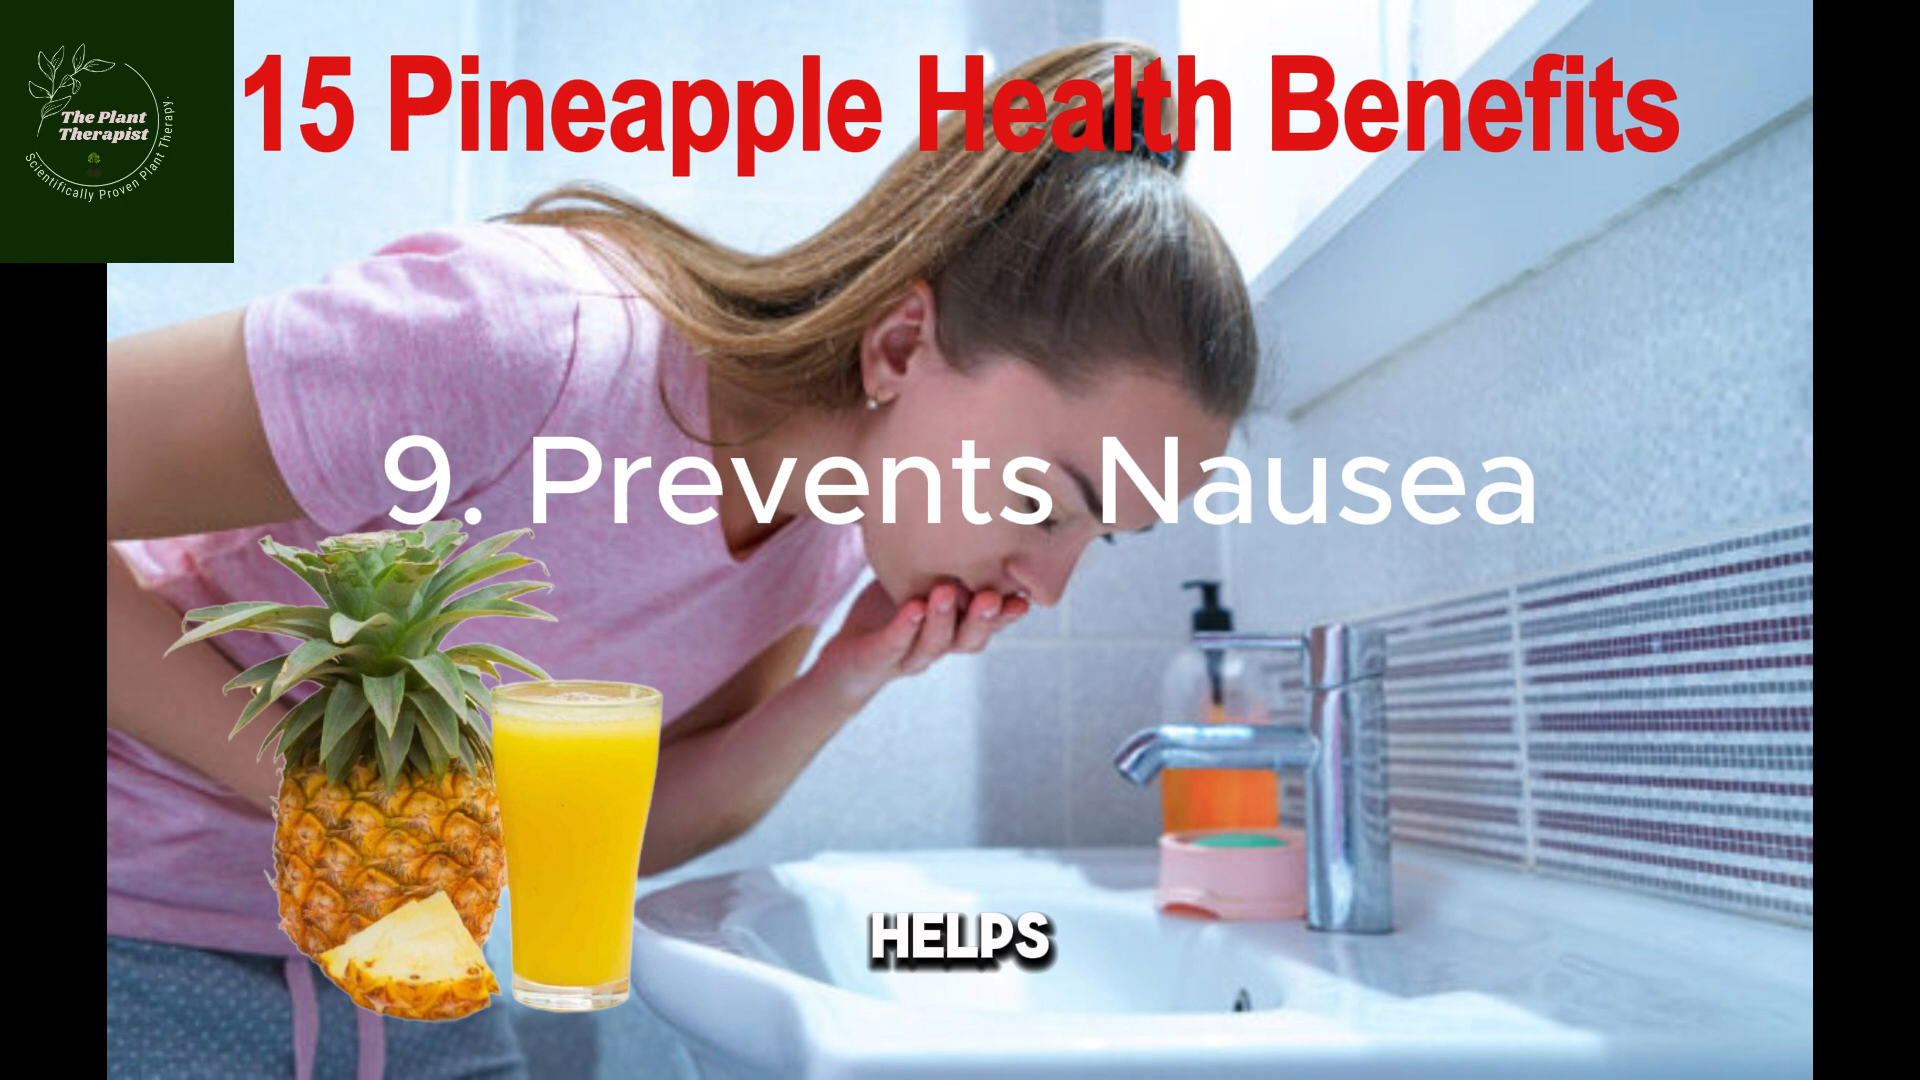 15 Pineapple Health Benefits
The Plant
Therapist
Scientifically Proven Plant Therapy.
9. Prevents Nausea
HELPS